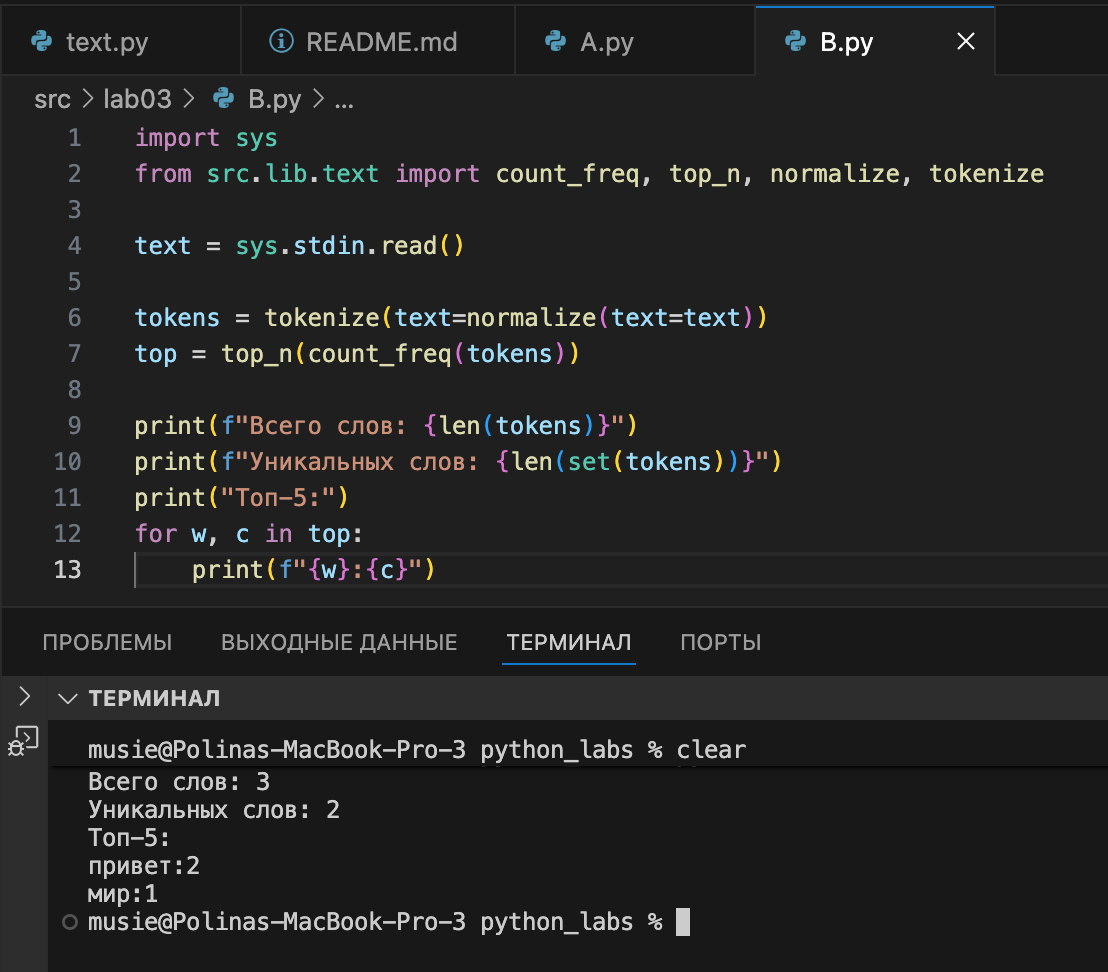 text.py README.md A.py B.py
src > lab03 > B.py > ...
1 import sys
2 from src.lib.text import count_freq, top_n, normalize, tokenize
3
4 text = sys.stdin.read()
5
6 tokens = tokenize(text=normalize(text=text))
7 top = top_n(count_freq(tokens))
8
9 print(f"Всего слов: {len(tokens)}")
10 print(f"Уникальных слов: {len(set(tokens))}")
11 print("Топ-5:")
12 for w, c in top:
13     print(f"{w}:{c}")
ПРОБЛЕМЫ ВЫХОДНЫЕ ДАННЫЕ ТЕРМИНАЛ ПОРТЫ
ТЕРМИНАЛ
musie@Polinas-MacBook-Pro-3 python_labs % clear
Всего слов: 3
Уникальных слов: 2
Топ-5:
привет:2
мир:1
musie@Polinas-MacBook-Pro-3 python_labs %